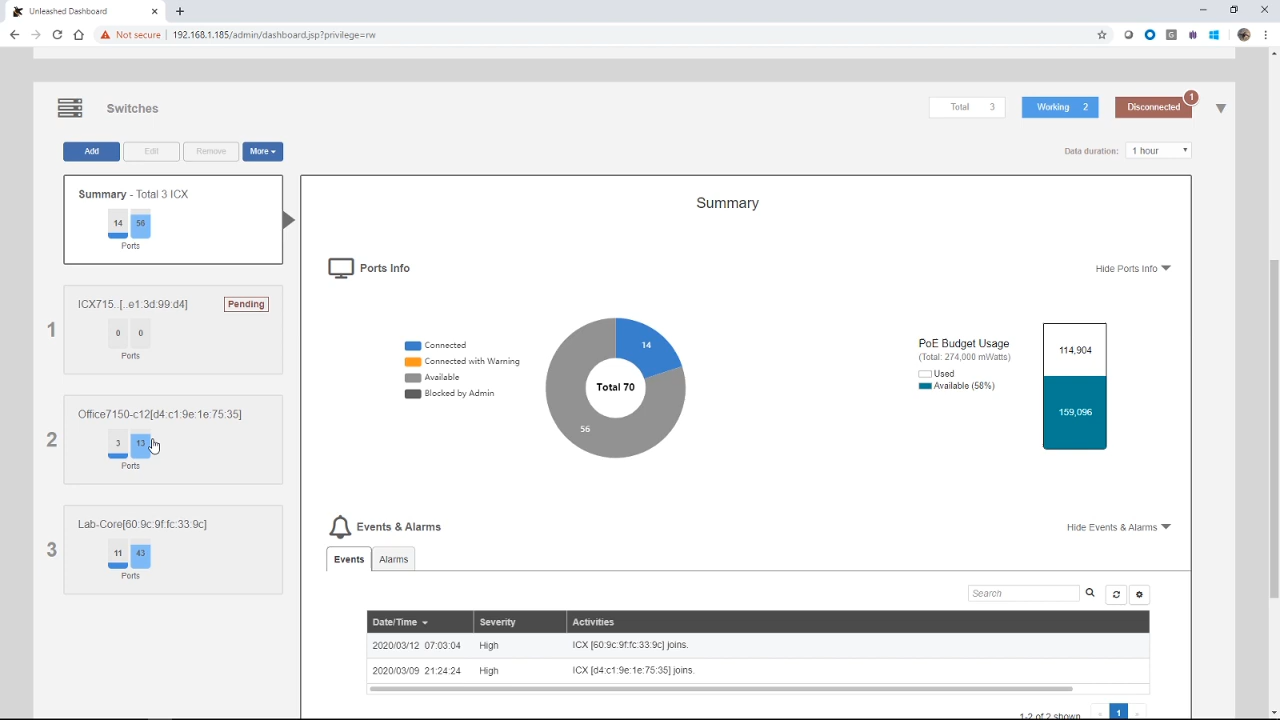 Unleashed Dashboard
Not secure | 192.168.1.185/admin/dashboard.jsp?privilege=rw
Switches
Total 3
Working 2
Disconnected 1
Add
Edit
Remove
More
Data duration: 1 hour
Summary - Total 3 ICX
14 56
Ports
1
ICX715..[..e1:3d:99:d4]
Pending
0 0
Ports
2
Office7150-c12[d4:c1:9e:1e:75:35]
3 13
Ports
3
Lab-Core[60:9c:9f:fc:33:9c]
11 43
Ports
Summary
Ports Info
Hide Ports Info
Connected
Connected with Warning
Available
Blocked by Admin
14
Total 70
56
PoE Budget Usage
(Total: 274,000 mWatts)
Used
Available (58%)
114,904
159,096
Events & Alarms
Hide Events & Alarms
Events
Alarms
Search
Date/Time Severity Activities
2020/03/12 07:03:04 High ICX [60:9c:9f:fc:33:9c] joins.
2020/03/09 21:24:24 High ICX [d4:c1:9e:1e:75:35] joins.
1-2 of 2 shown
1